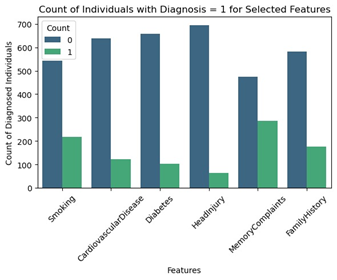 Count of Individuals with Diagnosis = 1 for Selected Features
Count
0
1
700
600
500
400
300
200
100
0
Count of Diagnosed Individuals
Smoking
CardiovascularDisease
Diabetes
HeadInjury
MemoryComplaints
FamilyHistory
Features